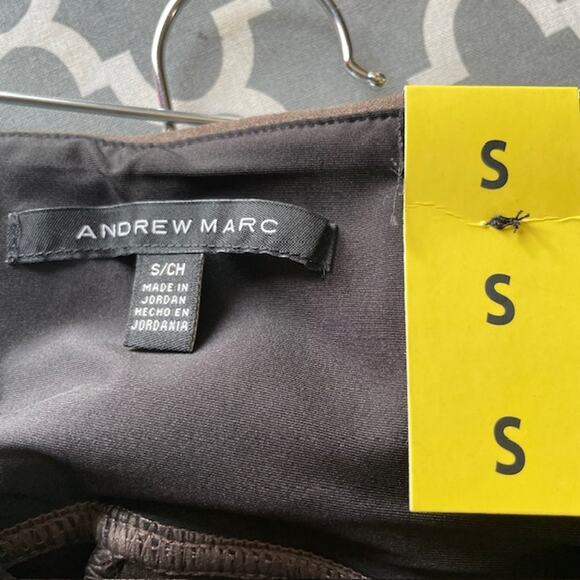 ANDREW MARC
S/CH
MADE IN
JORDAN
HECHO EN
JORDANIA
S
S
S